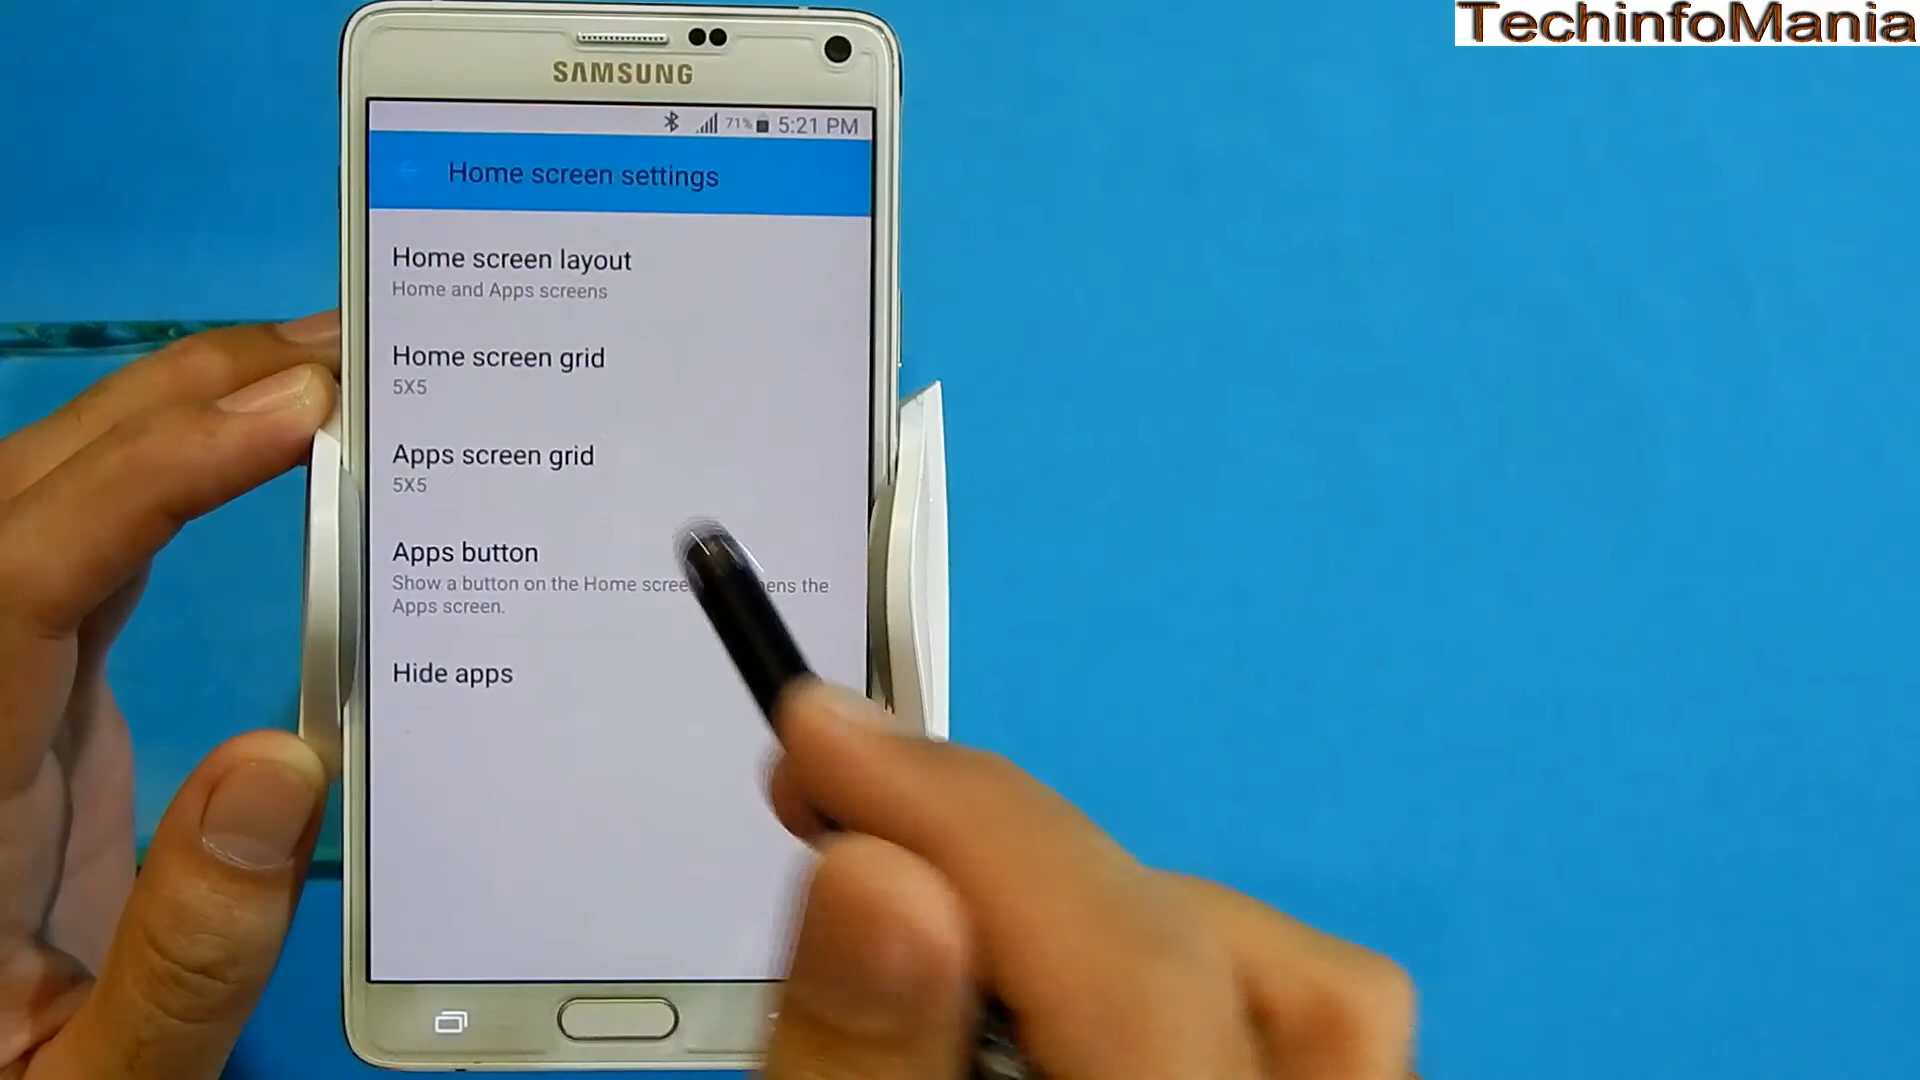 TechinfoMania
SAMSUNG
71% 5:21 PM
Home screen settings
Home screen layout
Home and Apps screens
Home screen grid
5X5
Apps screen grid
5X5
Apps button
Show a button on the Home ens the
Apps screen.
Hide apps